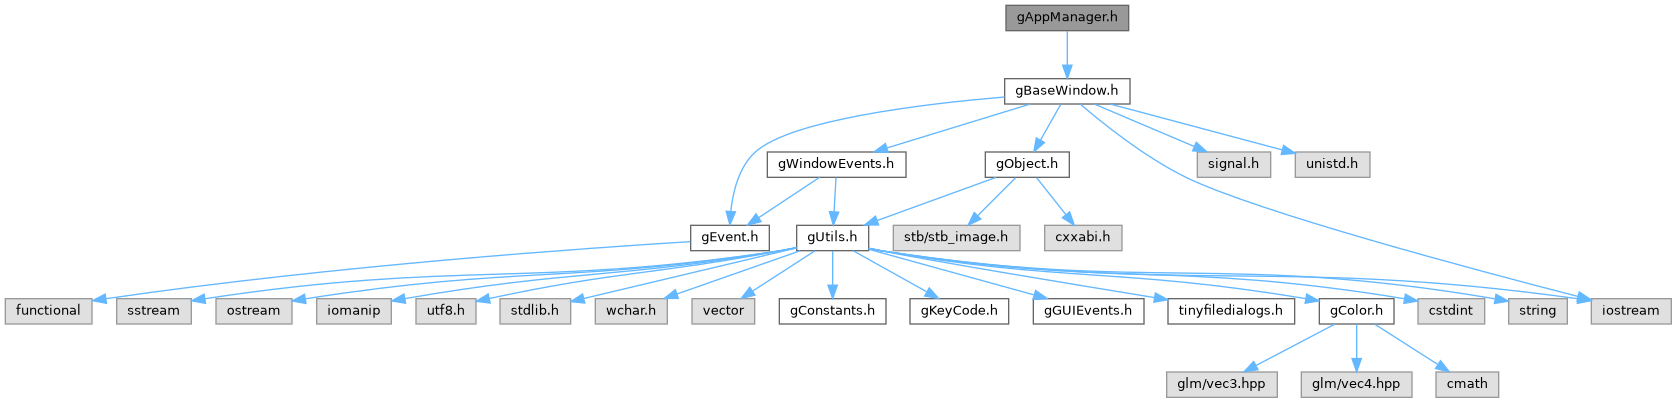 gAppManager.h
gBaseWindow.h
gWindowEvents.h
gObject.h
signal.h
unistd.h
gEvent.h
gUtils.h
stb/stb_image.h
cxxabi.h
functional
sstream
ostream
iomanip
utf8.h
stdlib.h
wchar.h
vector
gConstants.h
gKeyCode.h
gGUIEvents.h
tinyfiledialogs.h
gColor.h
cstdint
string
iostream
glm/vec3.hpp
glm/vec4.hpp
cmath